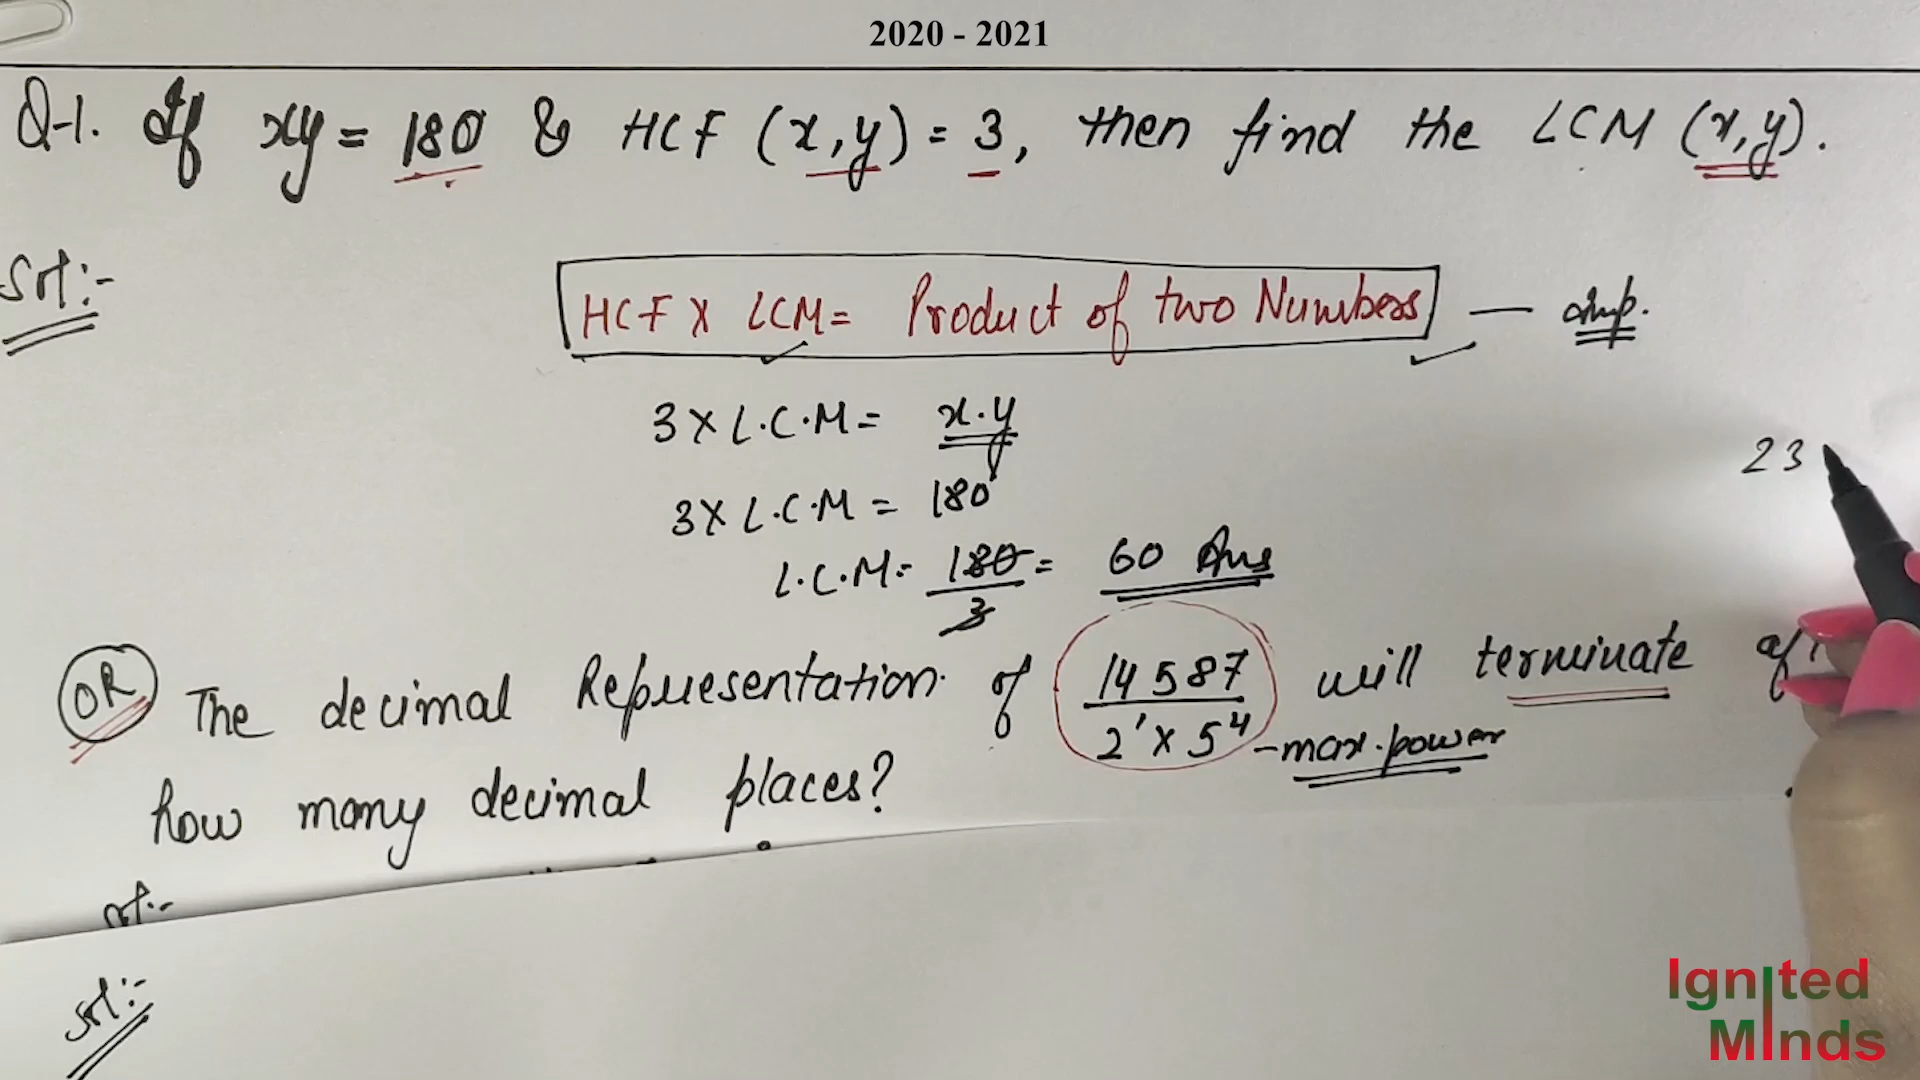 2020 - 2021
Q-1. If xy = 180 & HCF (x,y) = 3, then find the LCM (x,y).
Sol:-
HCF X LCM = Product of two Numbers — Imp.
3 X L.C.M = x.y
23
3 X L.C.M = 180
L.C.M = 180/3 = 60 Ans
OR The decimal Representation of 14587/2¹ x 5⁴ will terminate
- max. power
how many decimal places?
Sol:-
Ignited
Minds